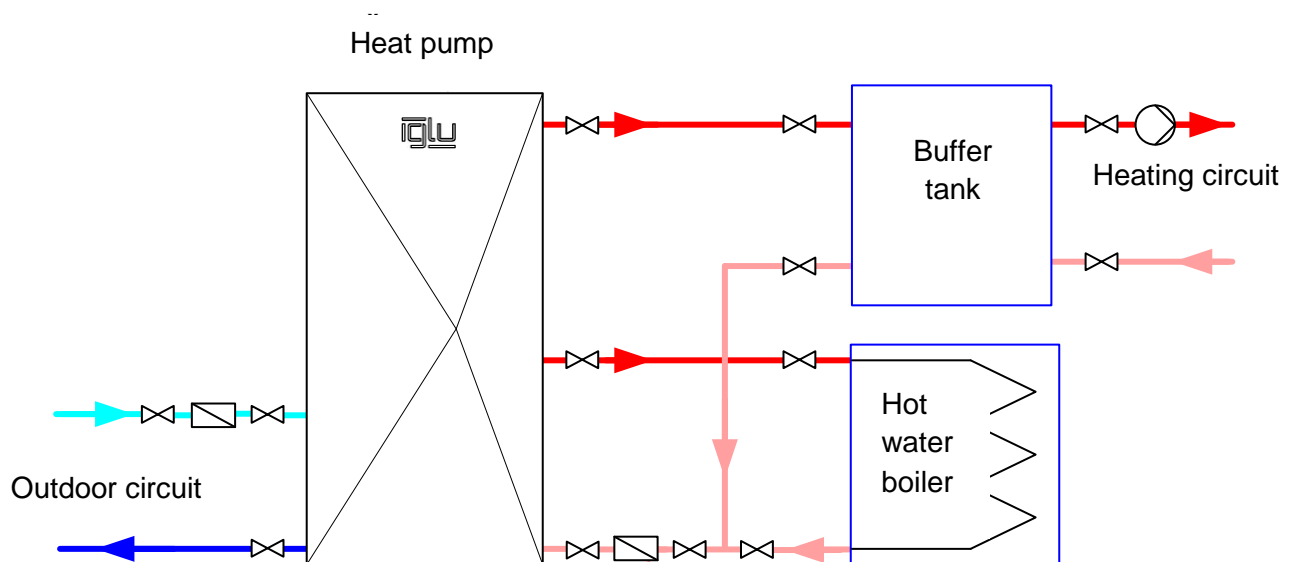 Heat pump
iglu
Buffer
tank
Heating circuit
Hot
water
boiler
Outdoor circuit